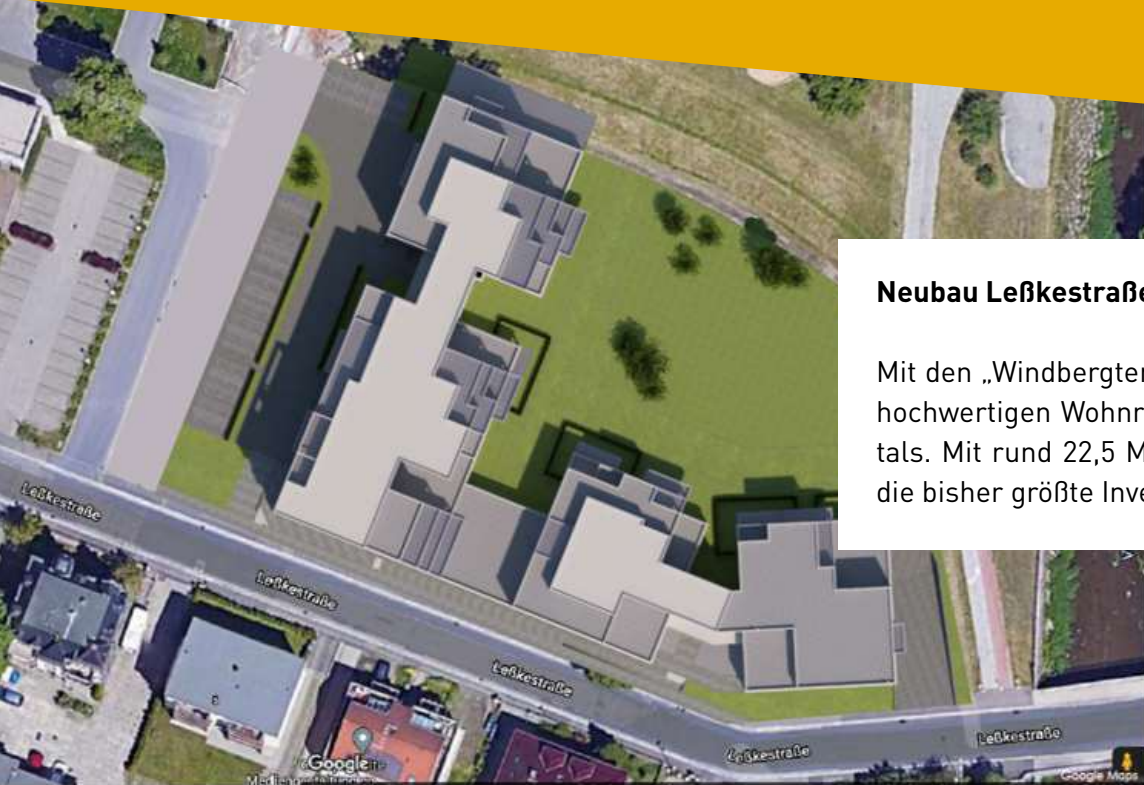 Neubau Leßkestraße
Mit den „Windbergter
hochwertigen Wohnr
tals. Mit rund 22,5 M
die bisher größte Inve
Leßkestraße
Leßkestraße
Leßkestraße
Leßkestraße
Leßkestraße
Google
Google Maps